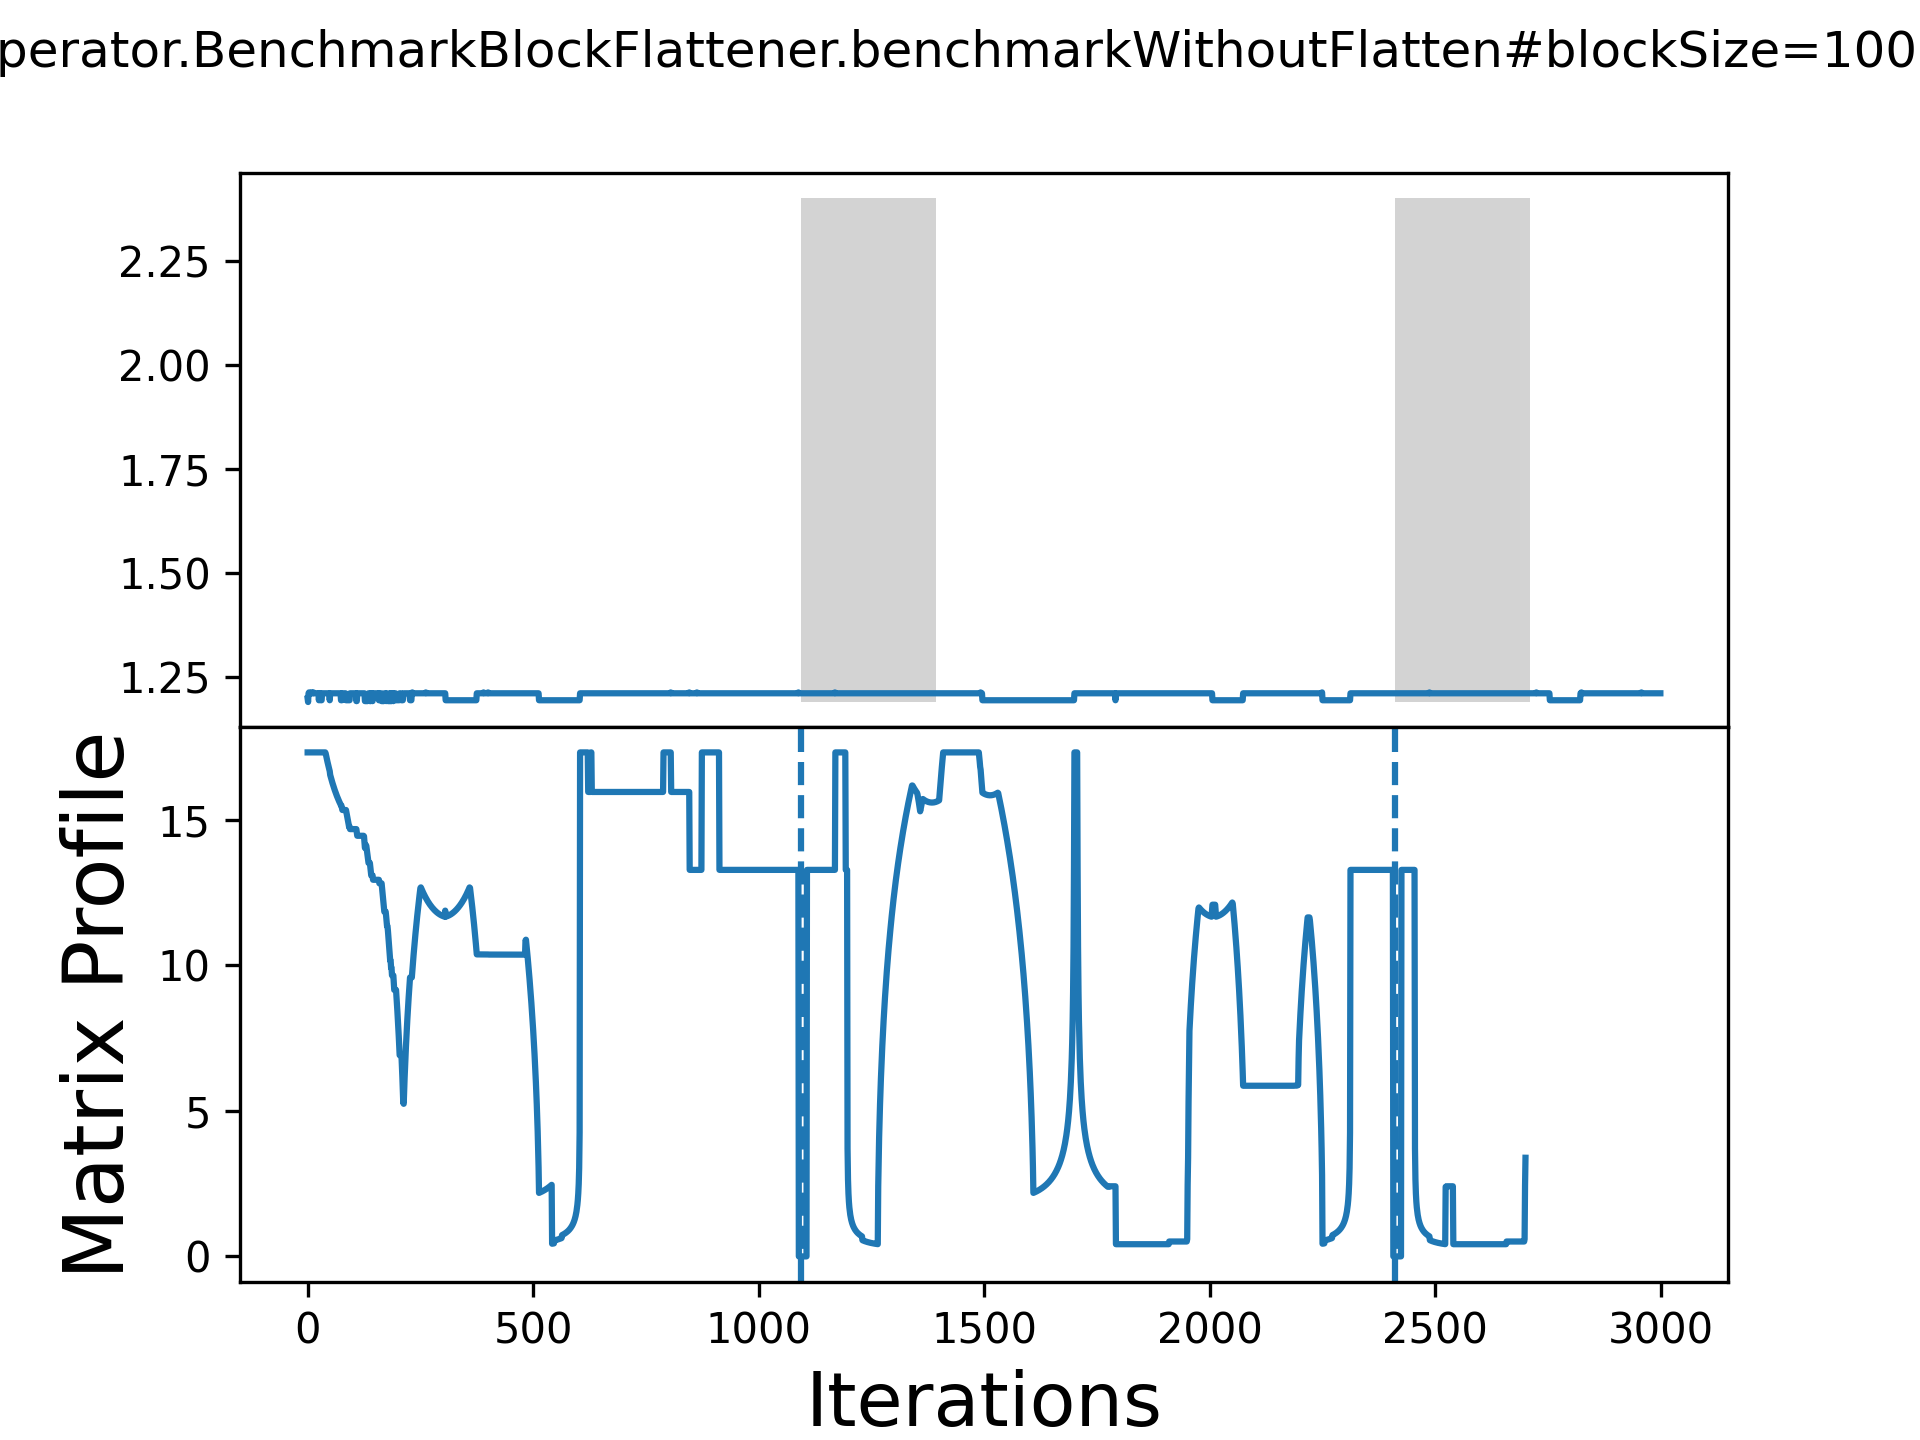 perator.BenchmarkBlockFlattener.benchmarkWithoutFlatten#blockSize=100
2.25
2.00
1.75
1.50
1.25
Matrix Profile
15
10
5
0
0 500 1000 1500 2000 2500 3000
Iterations